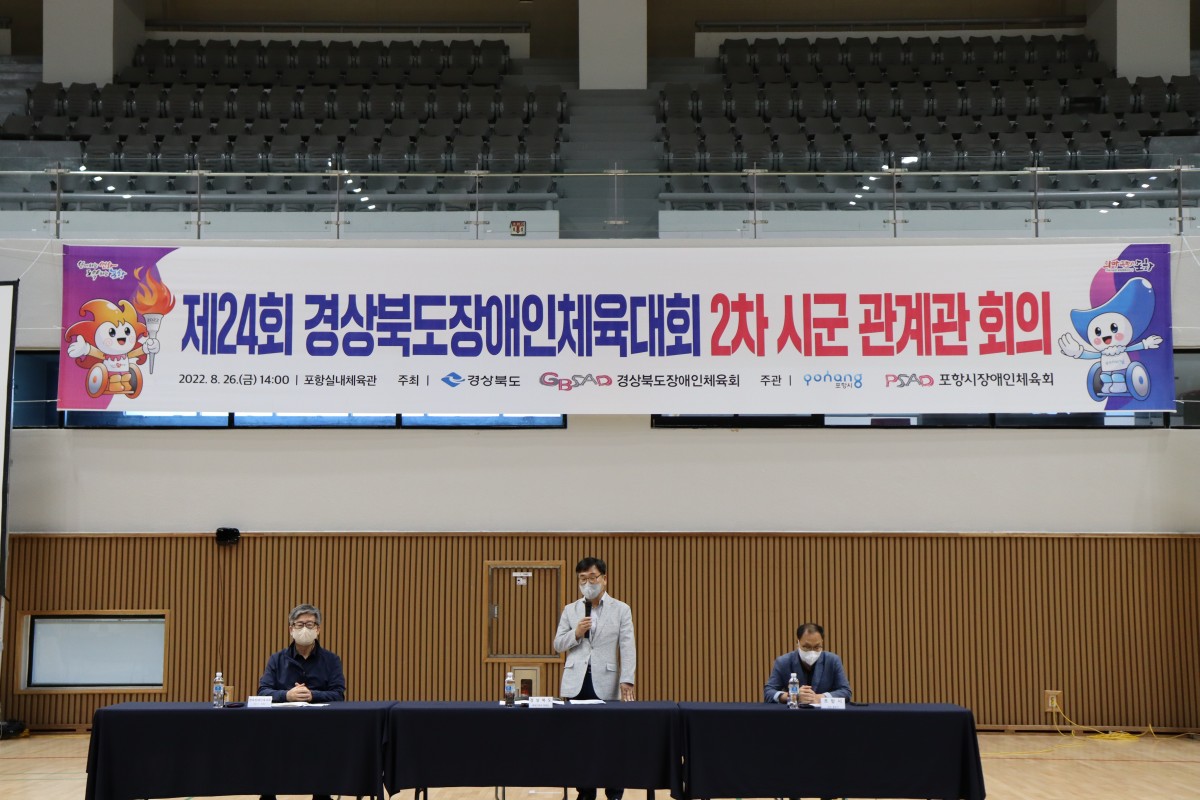 제24회 경상북도장애인체육대회 2차 시군 관계관 회의
2022. 8. 26.(금) 14:00 | 포항실내체육관 주최 | 경상북도 GBSAD 경상북도장애인체육회 주관 | pohang 포항시 PSAD 포항시장애인체육회